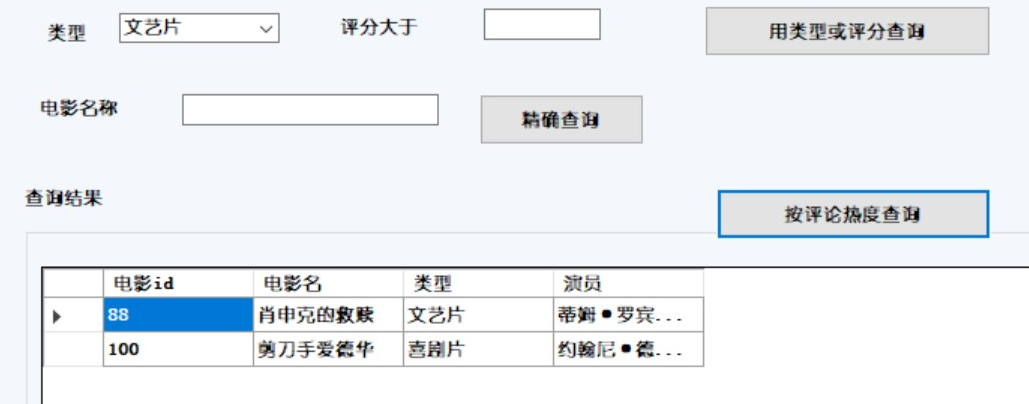 类型 文艺片 评分大于 用类型或评分查询
电影名称 精确查询
查询结果 按评论热度查询
电影id 电影名 类型 演员
88 肖申克的救赎 文艺片 蒂姆●罗宾...
100 剪刀手爱德华 喜剧片 约翰尼●德...